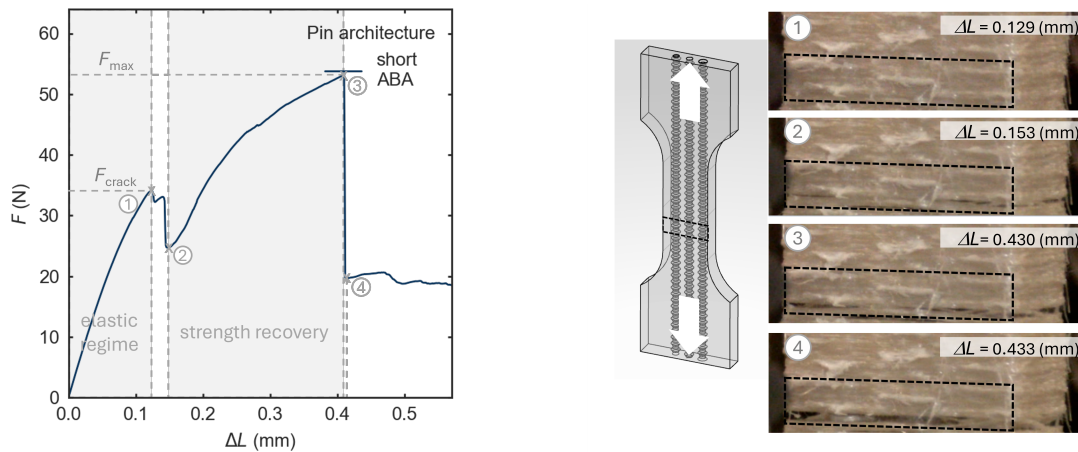 60
50
40
30
20
10
0
F (N)
0.0
0.1
0.2
0.3
0.4
0.5
ΔL (mm)
Pin architecture
short
ABA
Fmax
Fcrack
1
2
3
4
elastic
regime
strength recovery
1
ΔL = 0.129 (mm)
2
ΔL = 0.153 (mm)
3
ΔL = 0.430 (mm)
4
ΔL = 0.433 (mm)